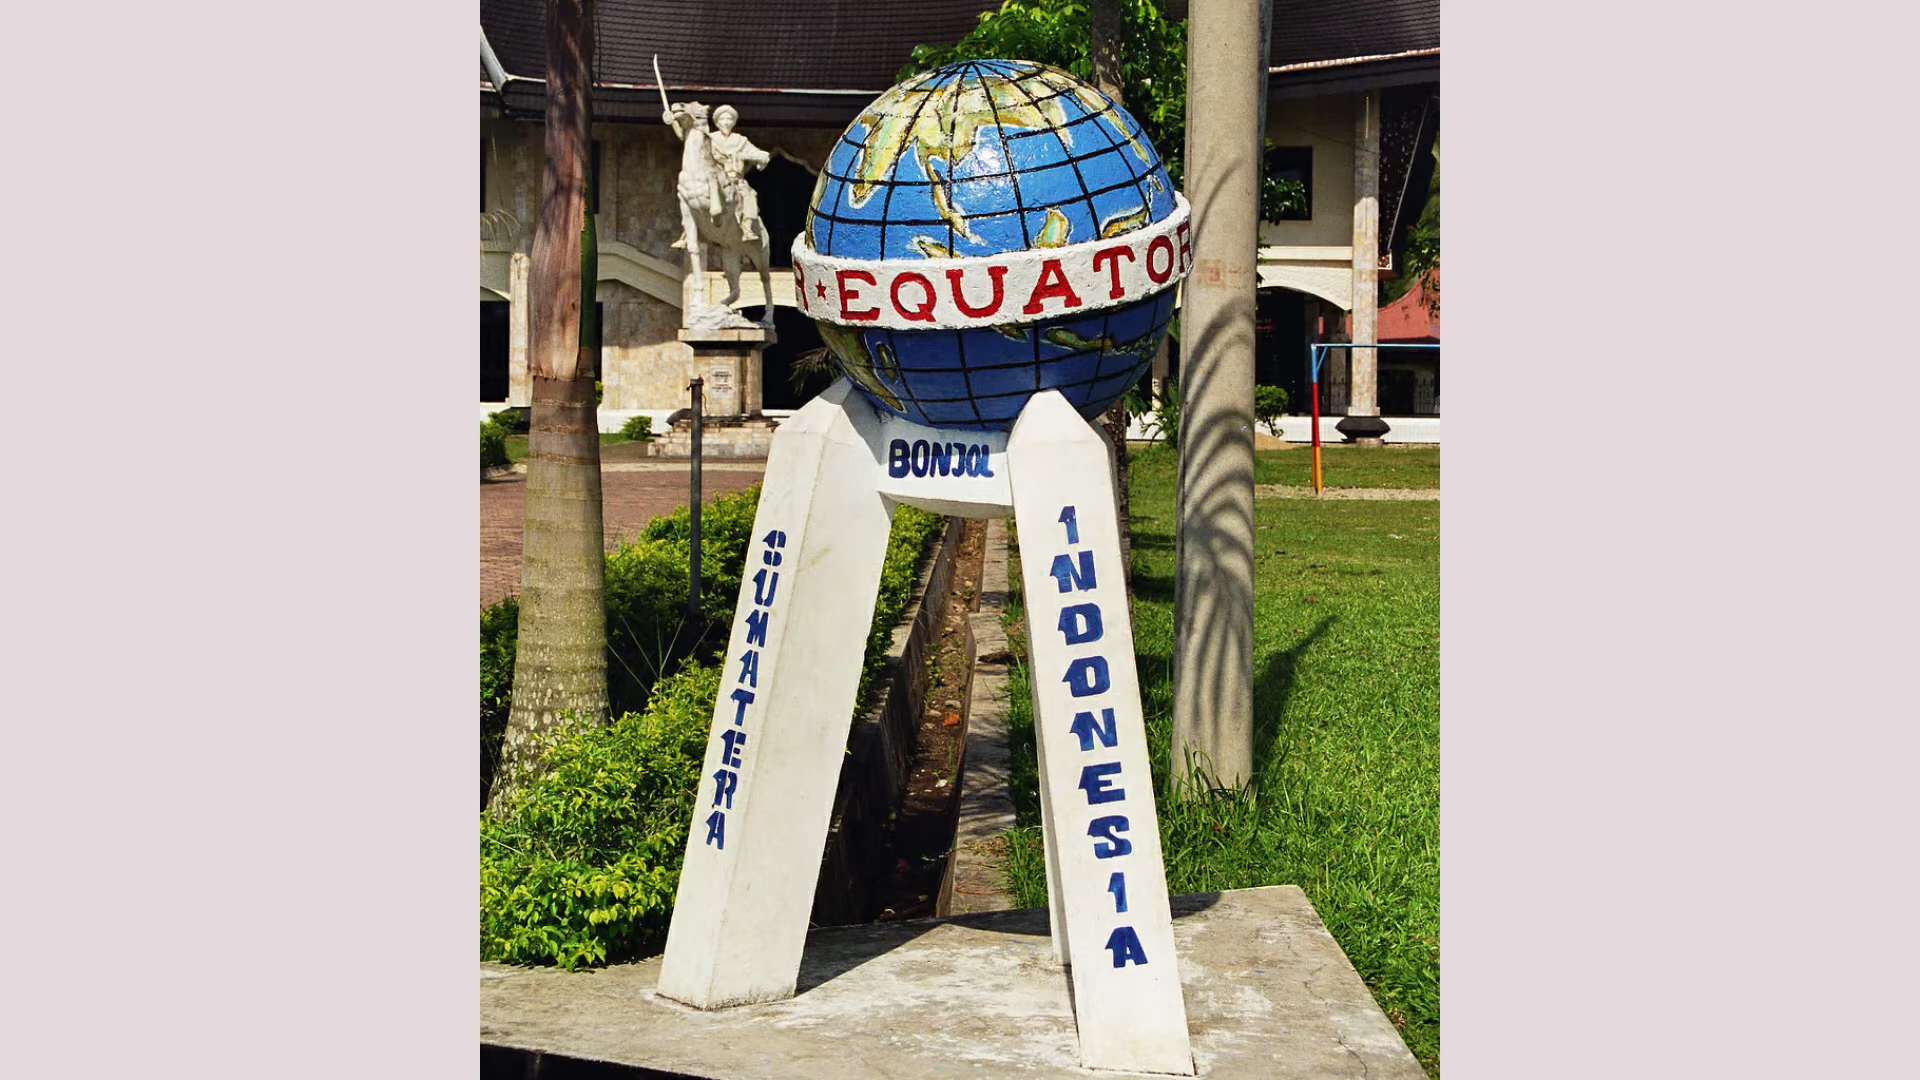 R ★ EQUATOR
BONJOL
SUMATERA
INDONESIA